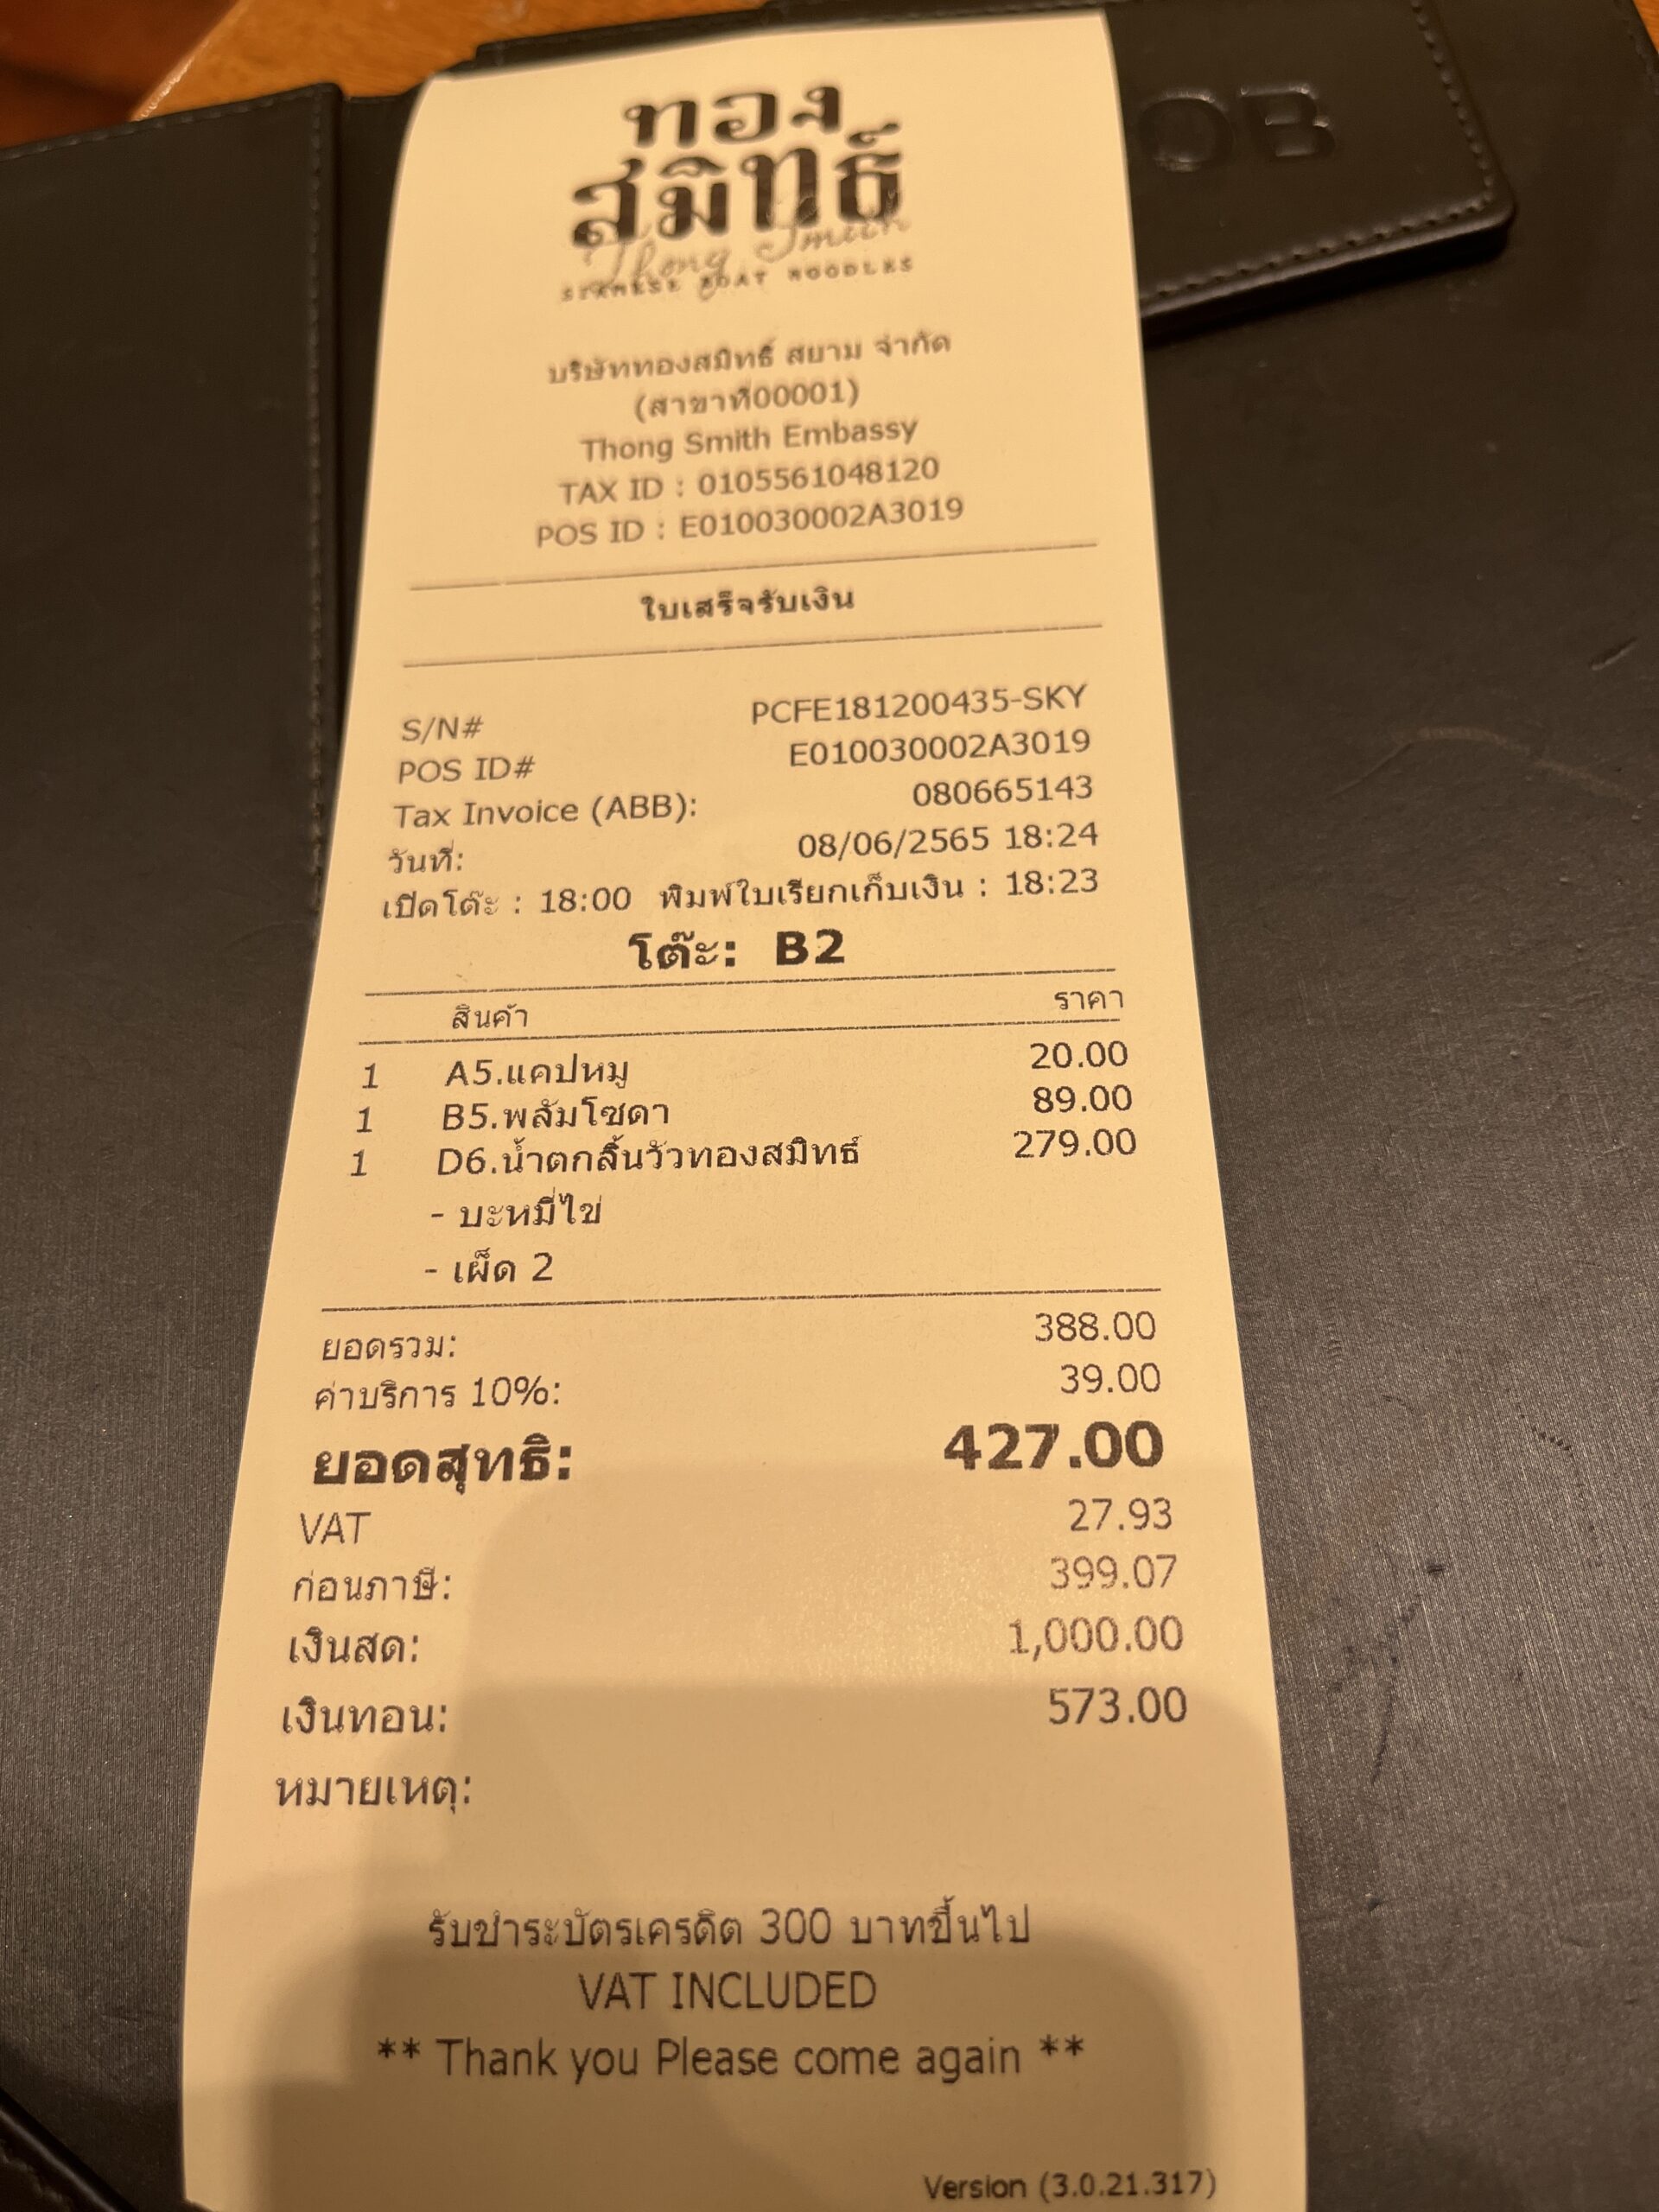 ทอง
สมิทธ์
Thong Smith
SIAMESE BOAT NOODLES
OB
บริษัททองสมิทธิ์ สยาม จำกัด
(สาขาที่00001)
Thong Smith Embassy
TAX ID : 0105561048120
POS ID : E010030002A3019
ใบเสร็จรับเงิน
S/N# PCFE181200435-SKY
POS ID# E010030002A3019
Tax Invoice (ABB): 080665143
วันที่: 08/06/2565 18:24
เปิดโต๊ะ : 18:00 พิมพ์ใบเรียกเก็บเงิน : 18:23
โต๊ะ: B2
สินค้า ราคา
1 A5.แคปหมู 20.00
1 B5.พลัมโซดา 89.00
1 D6.น้ำตกลิ้นวัวทองสมิทธ์ 279.00
- บะหมี่ไข่
- เผ็ด 2
ยอดรวม: 388.00
ค่าบริการ 10%: 39.00
ยอดสุทธิ: 427.00
VAT 27.93
ก่อนภาษี: 399.07
เงินสด: 1,000.00
เงินทอน: 573.00
หมายเหตุ:
รับชำระบัตรเครดิต 300 บาทขึ้นไป
VAT INCLUDED
** Thank you Please come again **
Version (3.0.21.317)